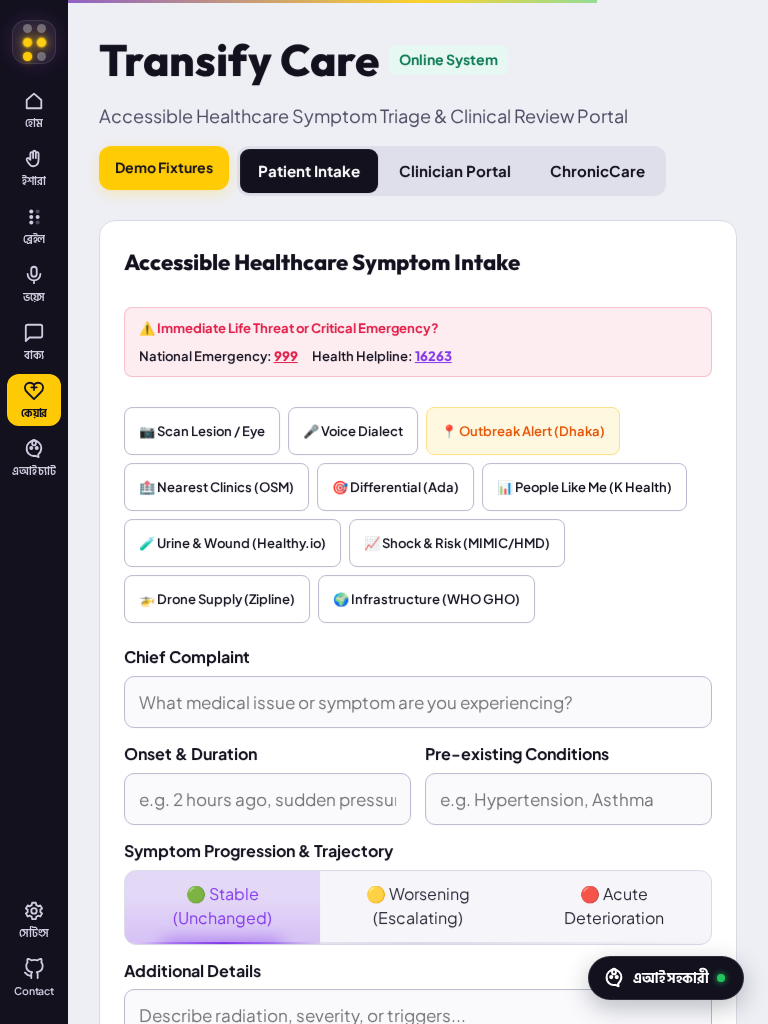 হোম
ইশারা
ব্রেইল
ভয়েস
বাক্য
কেয়ার
এআই চ্যাট
সেটিংস
Contact
Transify Care
Online System
Accessible Healthcare Symptom Triage & Clinical Review Portal
Demo Fixtures
Patient Intake
Clinician Portal
ChronicCare
Accessible Healthcare Symptom Intake
⚠️ Immediate Life Threat or Critical Emergency?
National Emergency: 999 Health Helpline: 16263
📷 Scan Lesion / Eye
🎤 Voice Dialect
📍 Outbreak Alert (Dhaka)
🏥 Nearest Clinics (OSM)
🎯 Differential (Ada)
📊 People Like Me (K Health)
🧪 Urine & Wound (Healthy.io)
📈 Shock & Risk (MIMIC/HMD)
🚁 Drone Supply (Zipline)
🌍 Infrastructure (WHO GHO)
Chief Complaint
What medical issue or symptom are you experiencing?
Onset & Duration
Pre-existing Conditions
e.g. 2 hours ago, sudden
e.g. Hypertension, Asthma
Symptom Progression & Trajectory
🟢 Stable
(Unchanged)
🟡 Worsening
(Escalating)
🔴 Acute
Deterioration
Additional Details
Describe radiation, severity, or triggers...
এআই সহকারী